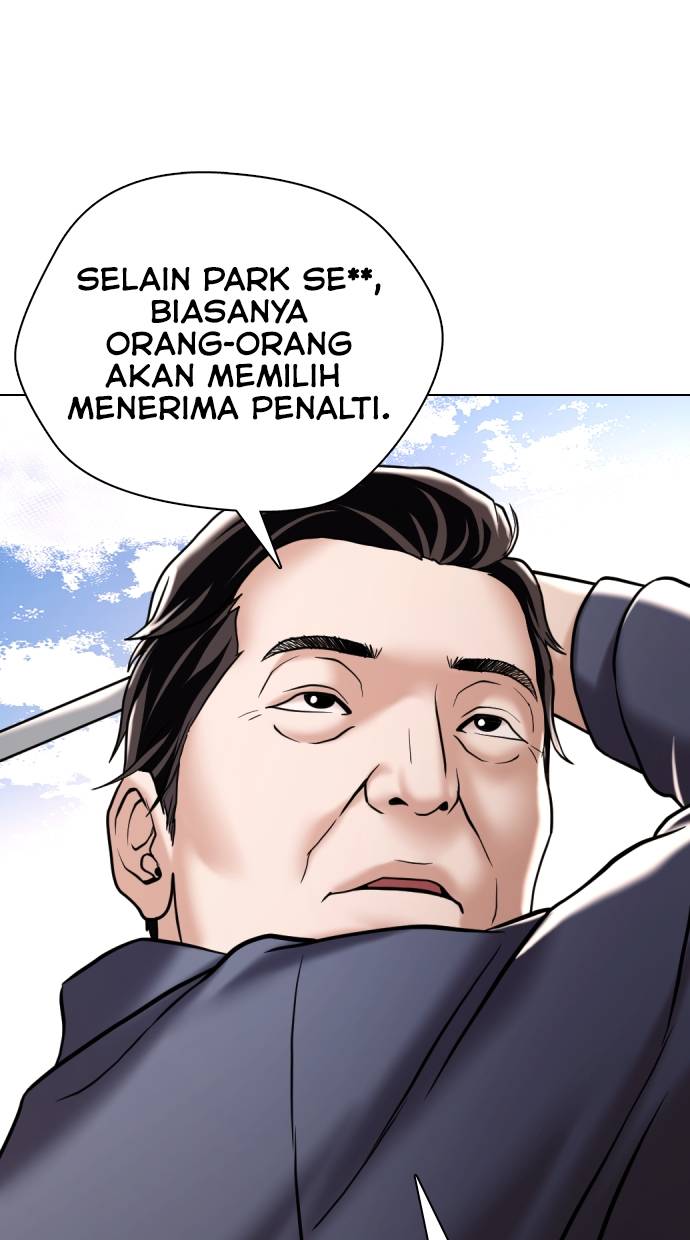 SELAIN PARK SE**,
BIASANYA
ORANG-ORANG
AKAN MEMILIH
MENERIMA PENALTI.